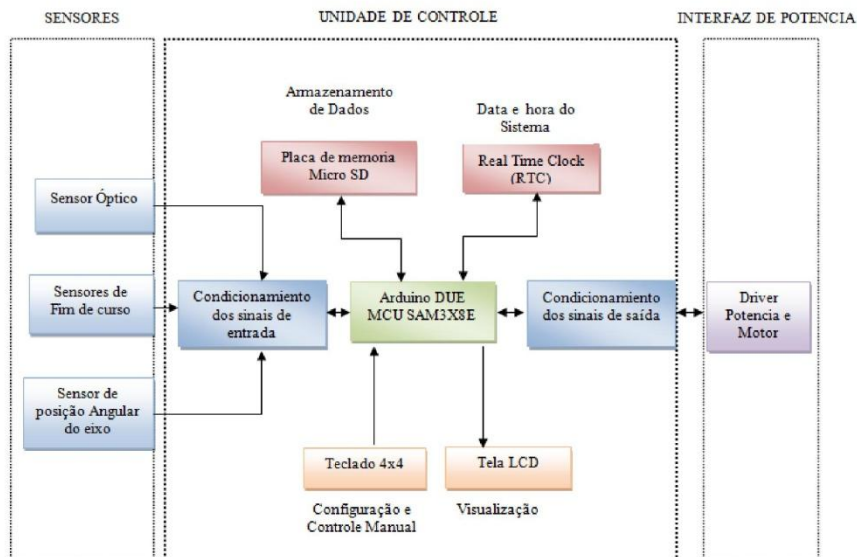 SENSORES
UNIDADE DE CONTROLE
INTERFAZ DE POTENCIA
Armazenamento
de Dados
Data e hora do
Sistema
Placa de memoria
Micro SD
Real Time Clock
(RTC)
Sensor Óptico
Sensores de
Fim de curso
Condicionamento
dos sinais de
entrada
Arduino DUE
MCU SAM3X8E
Condicionamento
dos sinais de saída
Driver
Potencia e
Motor
Sensor de
posição Angular
do eixo
Teclado 4x4
Tela LCD
Configuração e
Controle Manual
Visualização